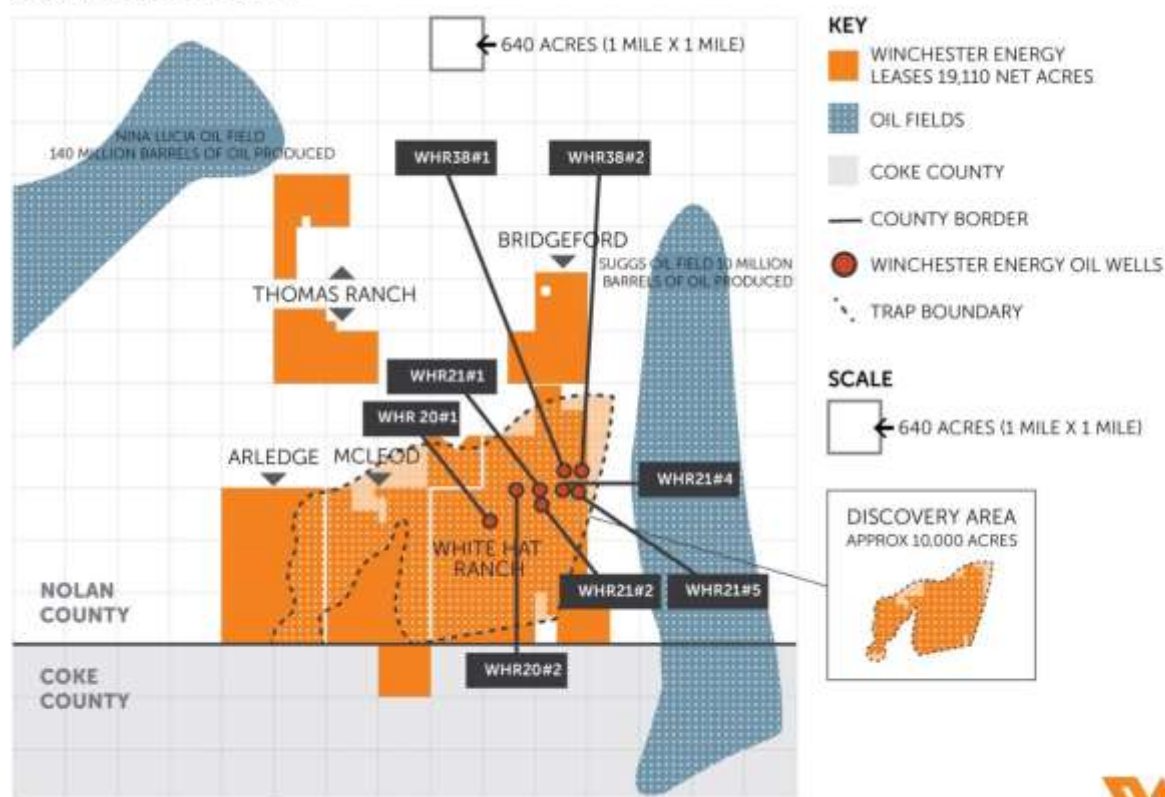 640 ACRES (1 MILE X 1 MILE)
KEY
WINCHESTER ENERGY
LEASES 19,110 NET ACRES
OIL FIELDS
COKE COUNTY
COUNTY BORDER
WINCHESTER ENERGY OIL WELLS
TRAP BOUNDARY
SCALE
640 ACRES (1 MILE X 1 MILE)
DISCOVERY AREA
APPROX 10,000 ACRES
NINA LUCIA OIL FIELD
140 MILLION BARRELS OF OIL PRODUCED
WHR38#1
WHR38#2
BRIDGEFORD
SUGGS OIL FIELD 10 MILLION
BARRELS OF OIL PRODUCED
THOMAS RANCH
WHR21#1
WHR 20#1
ARLEDGE
MCLEOD
WHR21#4
WHITE HAT
RANCH
WHR21#2
WHR21#5
NOLAN
COUNTY
WHR20#2
COKE
COUNTY